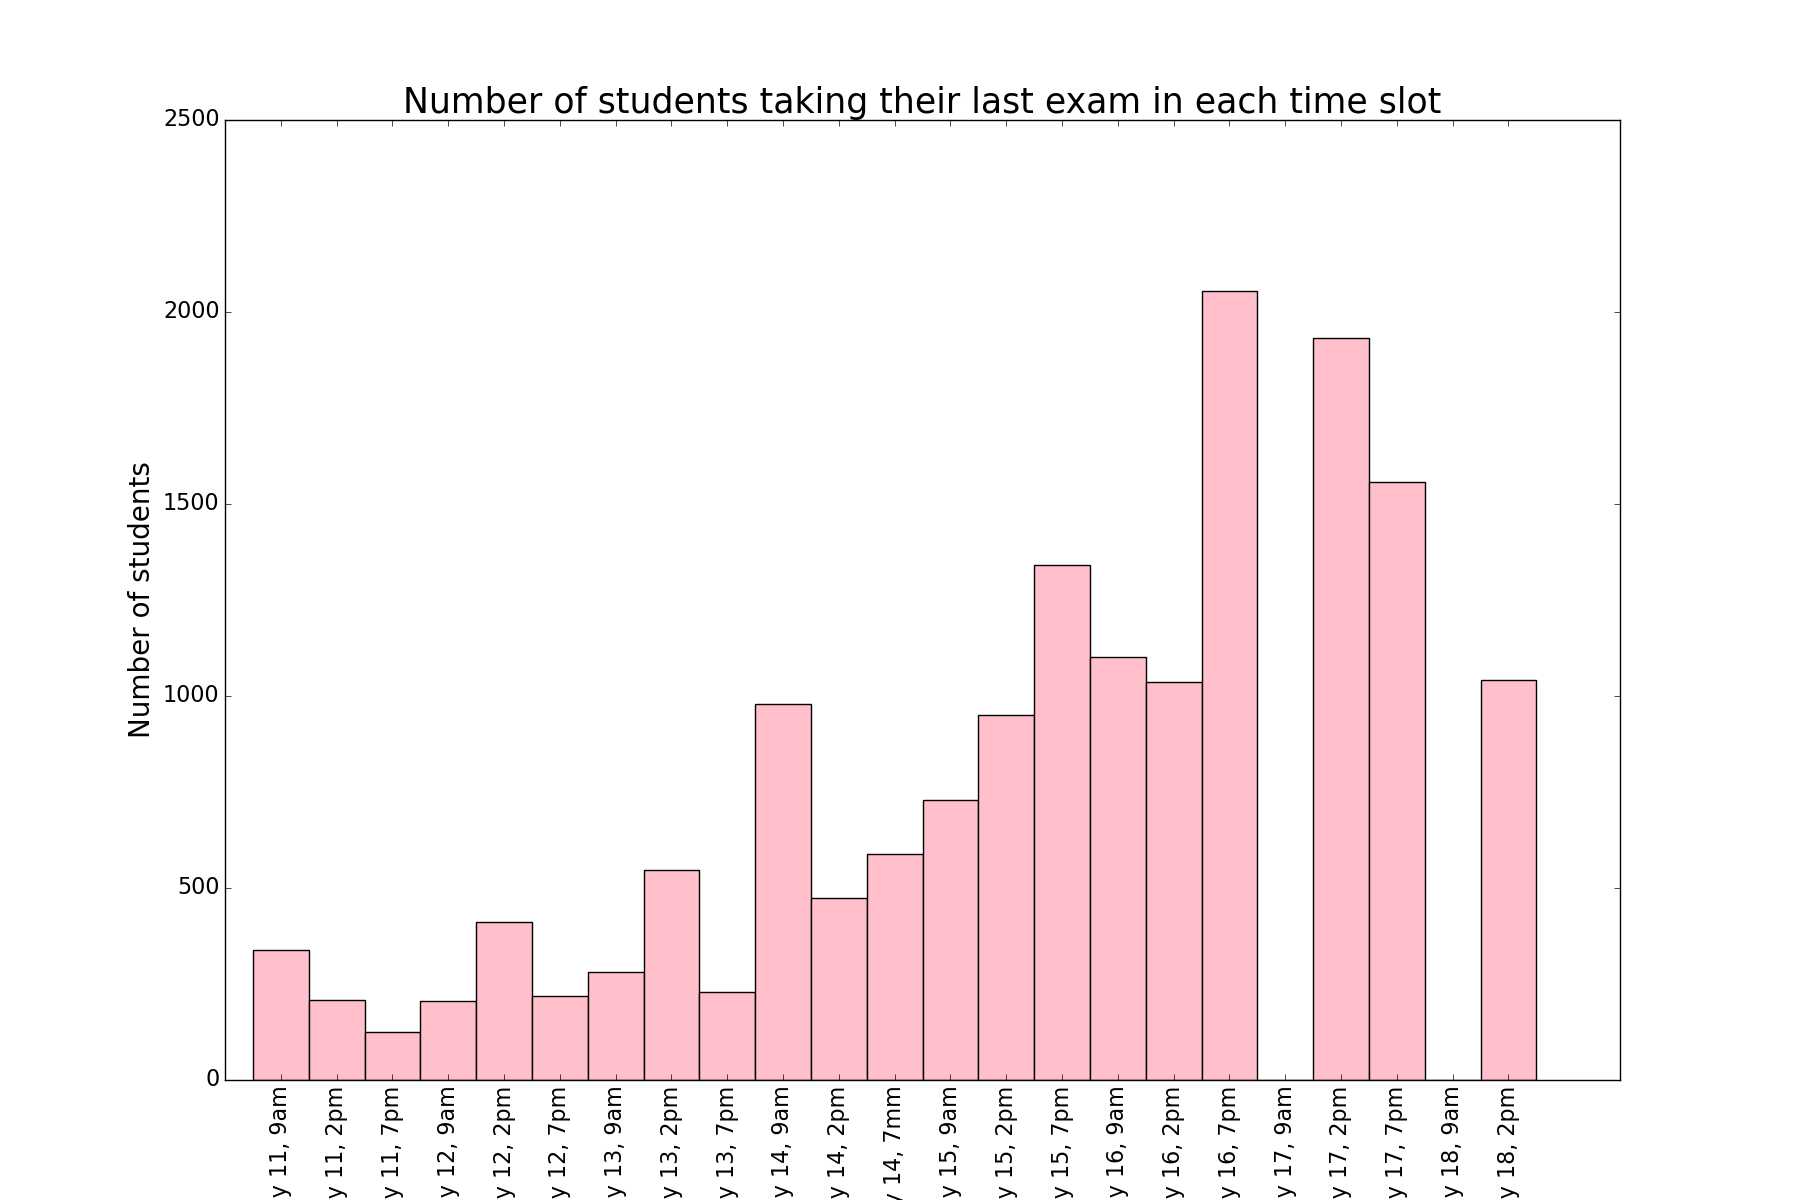 Number of students taking their last exam in each time slot
Number of students
2500
2000
1500
1000
500
0
y 11, 9am
y 11, 2pm
y 11, 7pm
y 12, 9am
y 12, 2pm
y 12, 7pm
y 13, 9am
y 13, 2pm
y 13, 7pm
y 14, 9am
y 14, 2pm
y 14, 7mm
y 15, 9am
y 15, 2pm
y 15, 7pm
y 16, 9am
y 16, 2pm
y 16, 7pm
y 17, 9am
y 17, 2pm
y 17, 7pm
y 18, 9am
y 18, 2pm